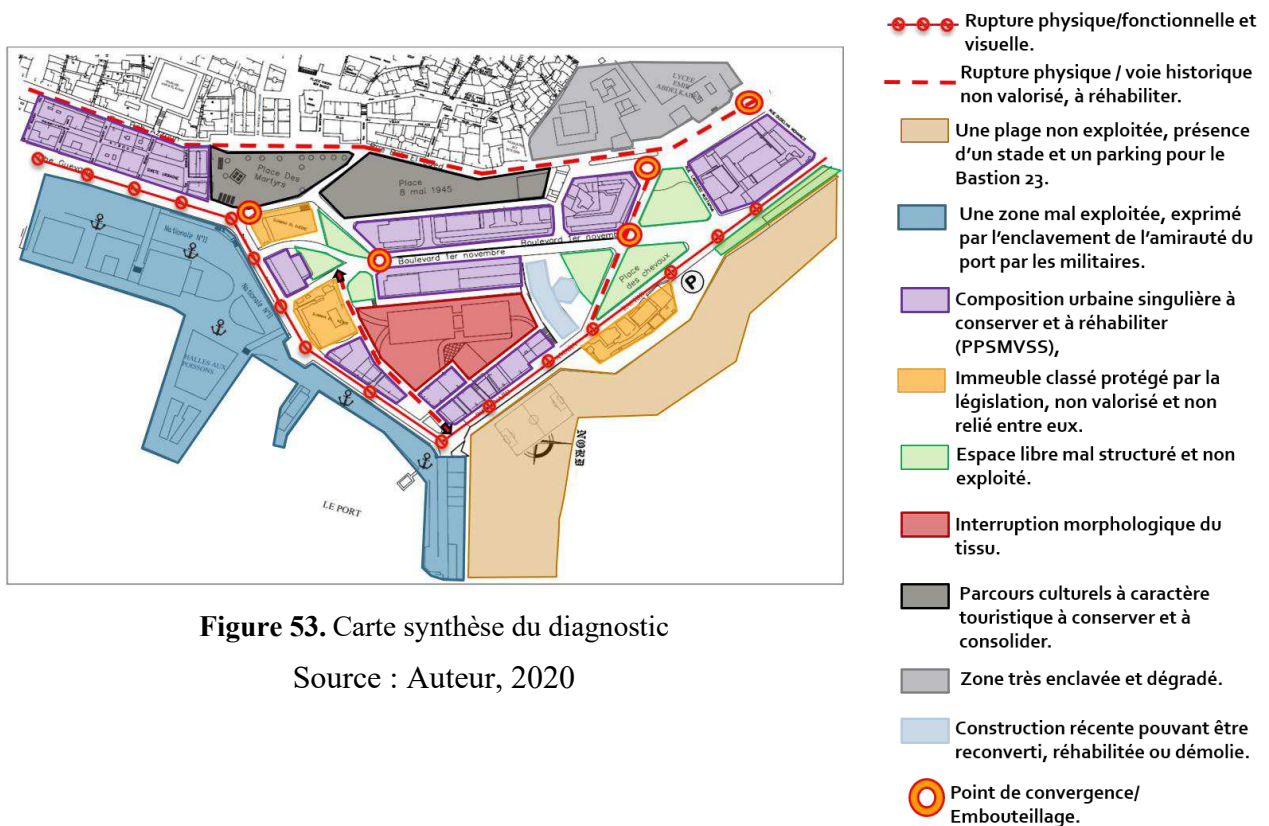 LYCEE
EMIR
ABDELKADER
Place Des
Martyrs
Place
8 mai 1945
Nationale N°11
Boulevard 1er novembre
Boulevard 1er novembre
Place
des chevaux
P
HALLES AUX
POISSONS
NORD
LE PORT
Figure 53. Carte synthèse du diagnostic
Source : Auteur, 2020
Rupture physique/fonctionnelle et
visuelle.
Rupture physique / voie historique
non valorisé, à réhabiliter.
Une plage non exploitée, présence
d'un stade et un parking pour le
Bastion 23.
Une zone mal exploitée, exprimé
par l'enclavement de l'amirauté du
port par les militaires.
Composition urbaine singulière à
conserver et à réhabiliter
(PPSMVSS),
Immeuble classé protégé par la
législation, non valorisé et non
relié entre eux.
Espace libre mal structuré et non
exploité.
Interruption morphologique du
tissu.
Parcours culturels à caractère
touristique à conserver et à
consolider.
Zone très enclavée et dégradé.
Construction récente pouvant être
reconverti, réhabilitée ou démolie.
Point de convergence/
Embouteillage.